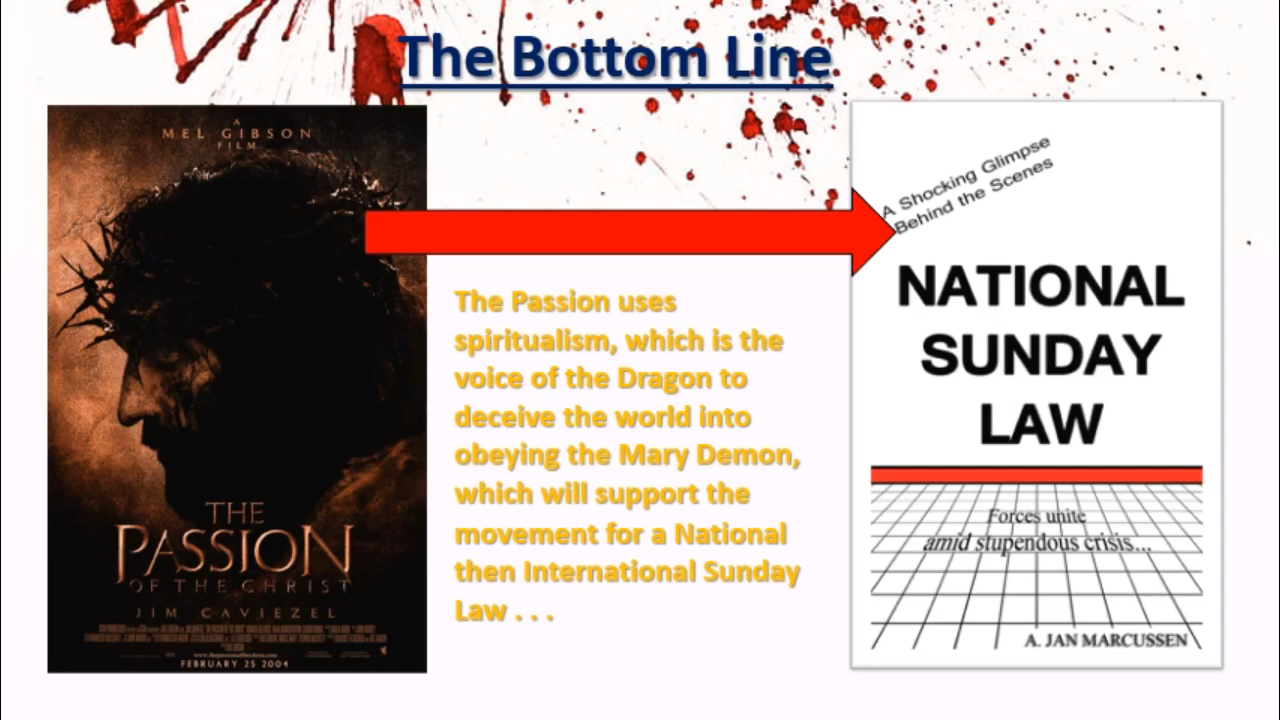 The Bottom Line
A
MEL GIBSON
FILM
THE
PASSION
OF THE CHRIST
JIM CAVIEZEL
FEBRUARY 25 2004
The Passion uses
spiritualism, which is the
voice of the Dragon to
deceive the world into
obeying the Mary Demon,
which will support the
movement for a National
then International Sunday
Law . . .
A Shocking Glimpse
Behind the Scenes
NATIONAL
SUNDAY
LAW
Forces unite
amid stupendous crisis...
A. JAN MARCUSSEN